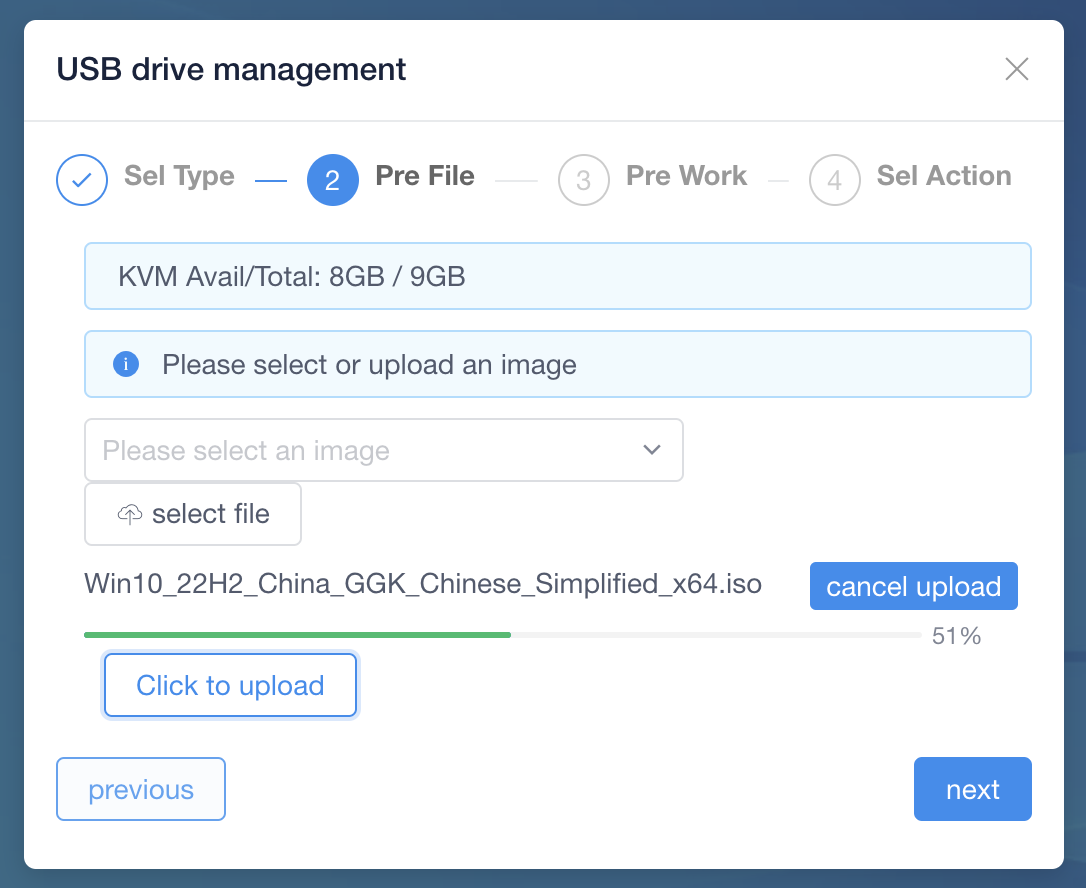 USB drive management
Sel Type
2 Pre File
3 Pre Work
4 Sel Action
KVM Avail/Total: 8GB / 9GB
Please select or upload an image
Please select an image
select file
Win10_22H2_China_GGK_Chinese_Simplified_x64.iso
cancel upload
51%
Click to upload
previous
next